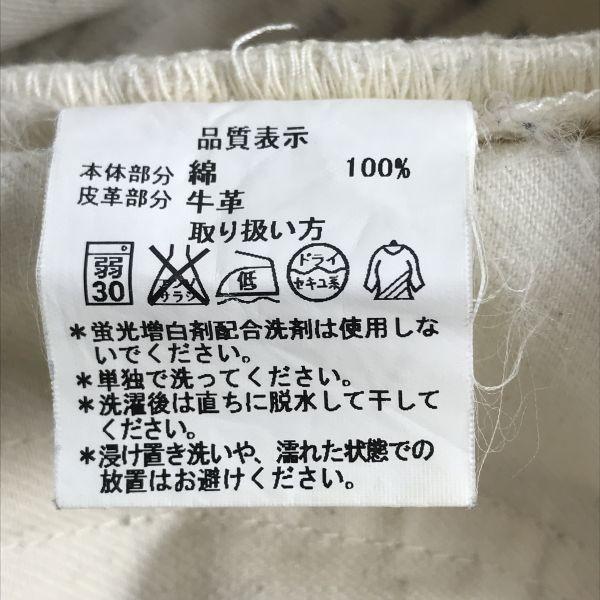 品質表示
本体部分 綿 100%
皮革部分 牛革
取り扱い方
弱 30 エンソ サラシ 低 ドライ セキユ系
＊蛍光増白剤配合洗剤は使用しな
いでください。
＊単独で洗ってください。
＊洗濯後は直ちに脱水して干して
ください。
＊浸け置き洗いや、濡れた状態での
放置はお避けください。